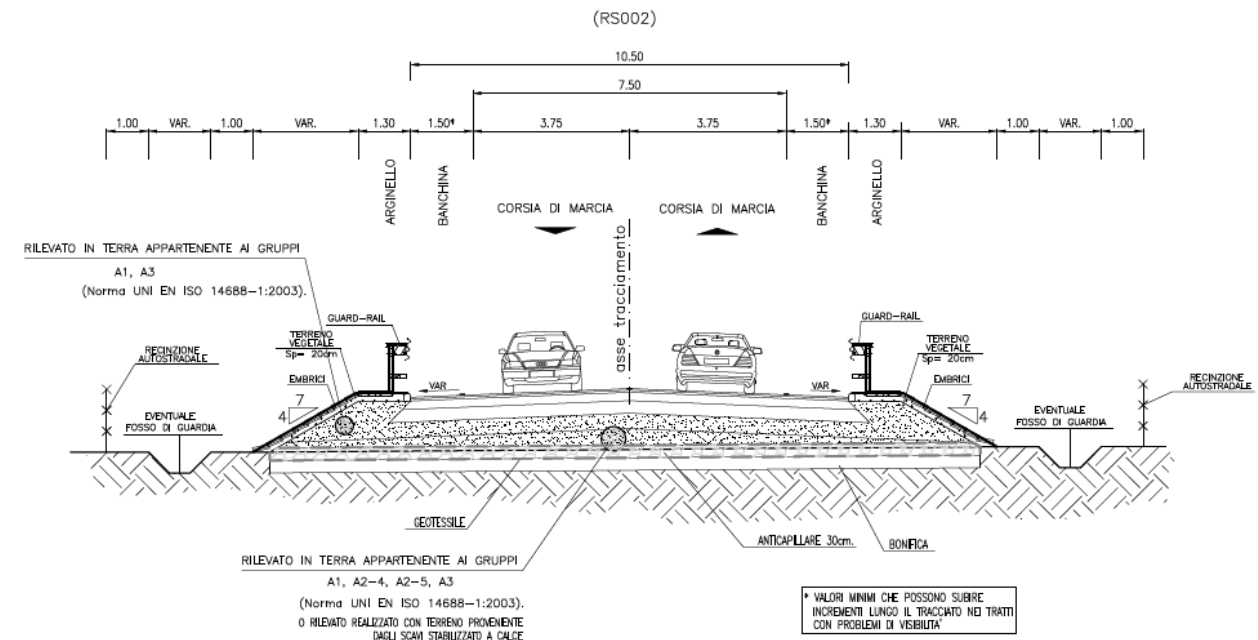 (RS002)
10.50
7.50
1.00 VAR. 1.00 VAR. 1.30 1.50* 3.75 3.75 1.50* 1.30 VAR. 1.00 VAR. 1.00
ARGINELLO
BANCHINA
CORSIA DI MARCIA
CORSIA DI MARCIA
BANCHINA
ARGINELLO
asse tracciamento
RILEVATO IN TERRA APPARTENENTE AI GRUPPI
A1, A3
(Norma UNI EN ISO 14688-1:2003).
GUARD-RAIL
GUARD-RAIL
TERRENO
VEGETALE
Sp= 20cm
TERRENO
VEGETALE
Sp= 20cm
RECINZIONE
AUTOSTRADALE
RECINZIONE
AUTOSTRADALE
EMBRICI
EMBRICI
VAR
VAR
7
4
7
4
EVENTUALE
FOSSO DI GUARDIA
EVENTUALE
FOSSO DI GUARDIA
GEOTESSILE
ANTICAPILLARE 30cm.
BONIFICA
RILEVATO IN TERRA APPARTENENTE AI GRUPPI
A1, A2-4, A2-5, A3
(Norma UNI EN ISO 14688-1:2003).
O RILEVATO REALIZZATO CON TERRENO PROVENIENTE
DAGLI SCAVI STABILIZZATO A CALCE
* VALORI MINIMI CHE POSSONO SUBIRE
INCREMENTI LUNGO IL TRACCIATO NEI TRATTI
CON PROBLEMI DI VISIBILITA'